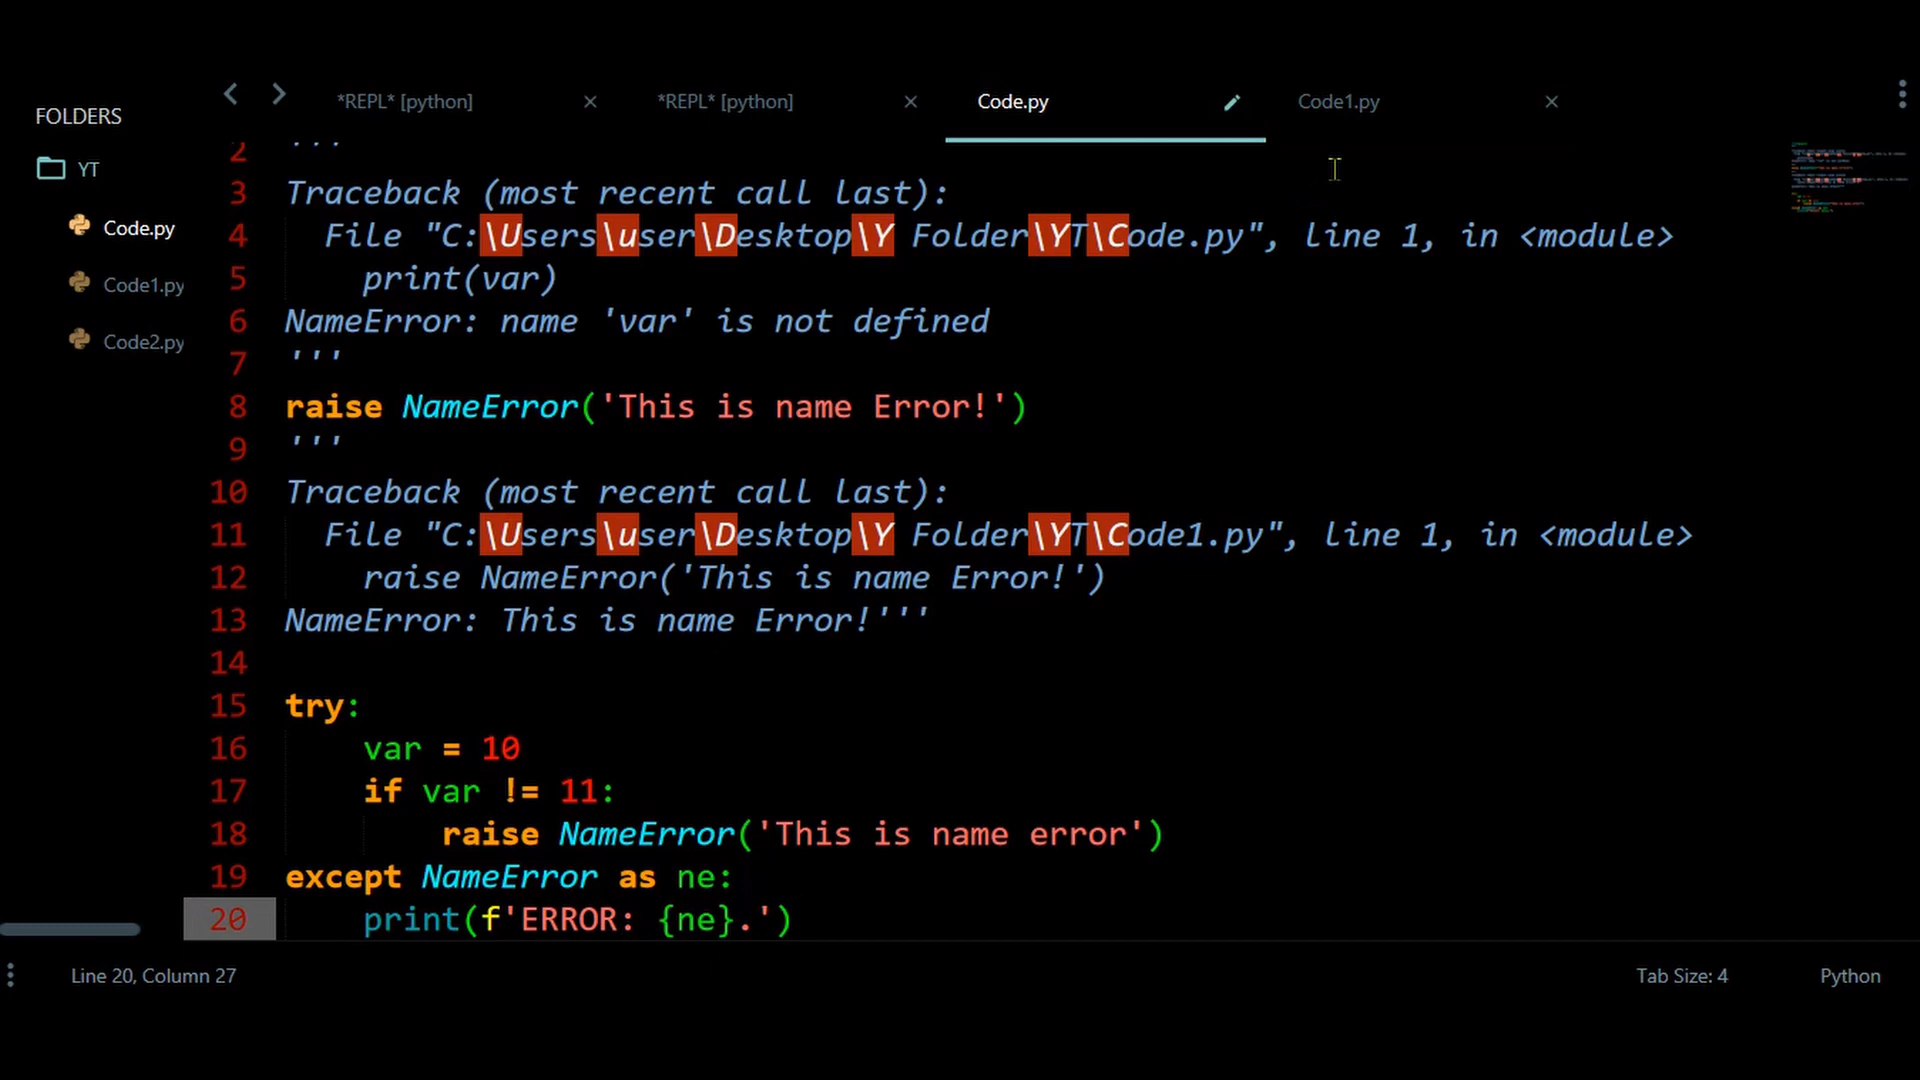 *REPL* [python]
*REPL* [python]
Code.py
Code1.py
FOLDERS
YT
Code.py
Code1.py
Code2.py
2 '''
3 Traceback (most recent call last):
4   File "C:\Users\user\Desktop\Y Folder\YT\Code.py", line 1, in <module>
5     print(var)
6 NameError: name 'var' is not defined
7 '''
8 raise NameError('This is name Error!')
9 '''
10 Traceback (most recent call last):
11   File "C:\Users\user\Desktop\Y Folder\YT\Code1.py", line 1, in <module>
12     raise NameError('This is name Error!')
13 NameError: This is name Error!'''
14
15 try:
16     var = 10
17     if var != 11:
18         raise NameError('This is name error')
19 except NameError as ne:
20     print(f'ERROR: {ne}.')
Line 20, Column 27
Tab Size: 4
Python